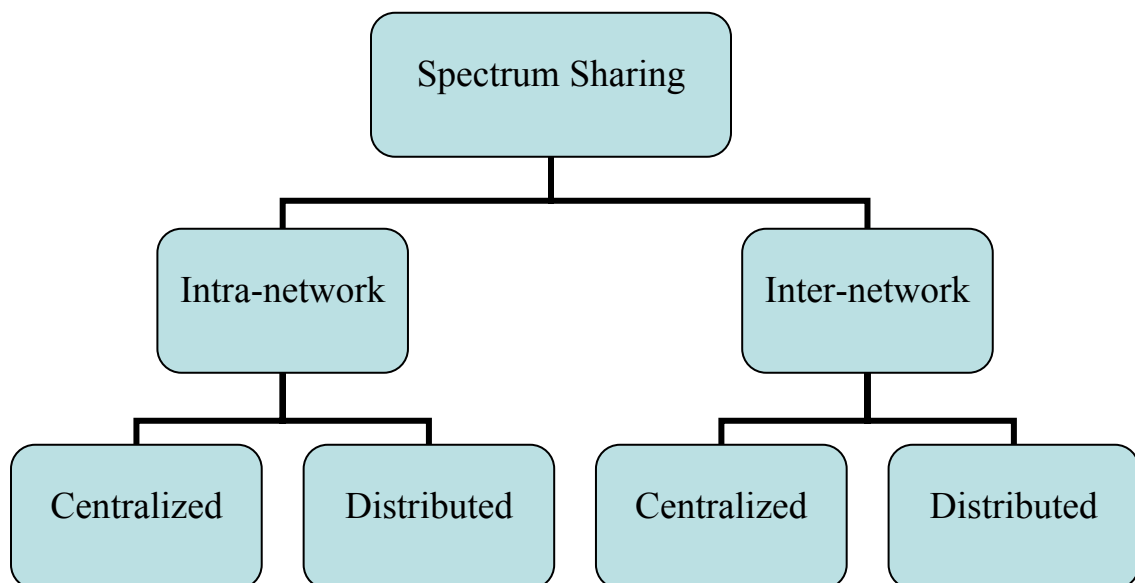 Spectrum Sharing
Intra-network
Inter-network
Centralized
Distributed
Centralized
Distributed